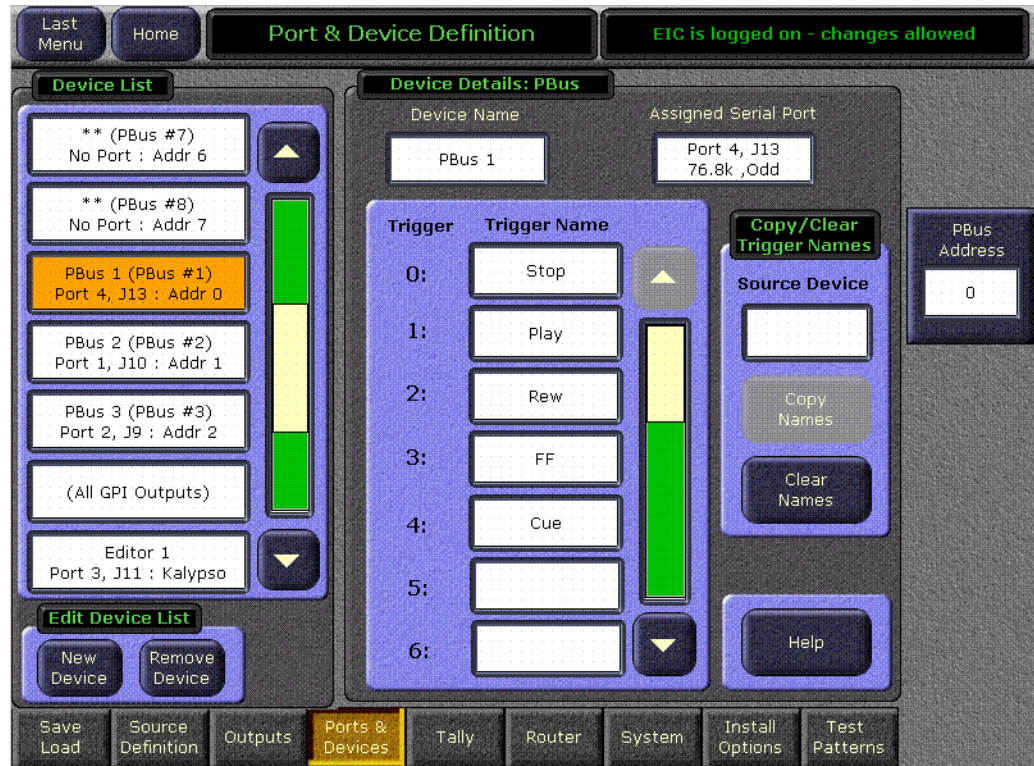 Last
Menu
Home
Port & Device Definition
EIC is logged on - changes allowed
Device List
** (PBus #7)
No Port : Addr 6
** (PBus #8)
No Port : Addr 7
PBus 1 (PBus #1)
Port 4, J13 : Addr 0
PBus 2 (PBus #2)
Port 1, J10 : Addr 1
PBus 3 (PBus #3)
Port 2, J9 : Addr 2
(All GPI Outputs)
Editor 1
Port 3, J11 : Kalypso
Edit Device List
New
Device
Remove
Device
Device Details: PBus
Device Name
PBus 1
Assigned Serial Port
Port 4, J13
76.8k ,Odd
Trigger Trigger Name
0: Stop
1: Play
2: Rew
3: FF
4: Cue
5:
6:
Copy/Clear
Trigger Names
Source Device
Copy
Names
Clear
Names
Help
PBus
Address
0
Save
Load
Source
Definition
Outputs
Ports &
Devices
Tally
Router
System
Install
Options
Test
Patterns